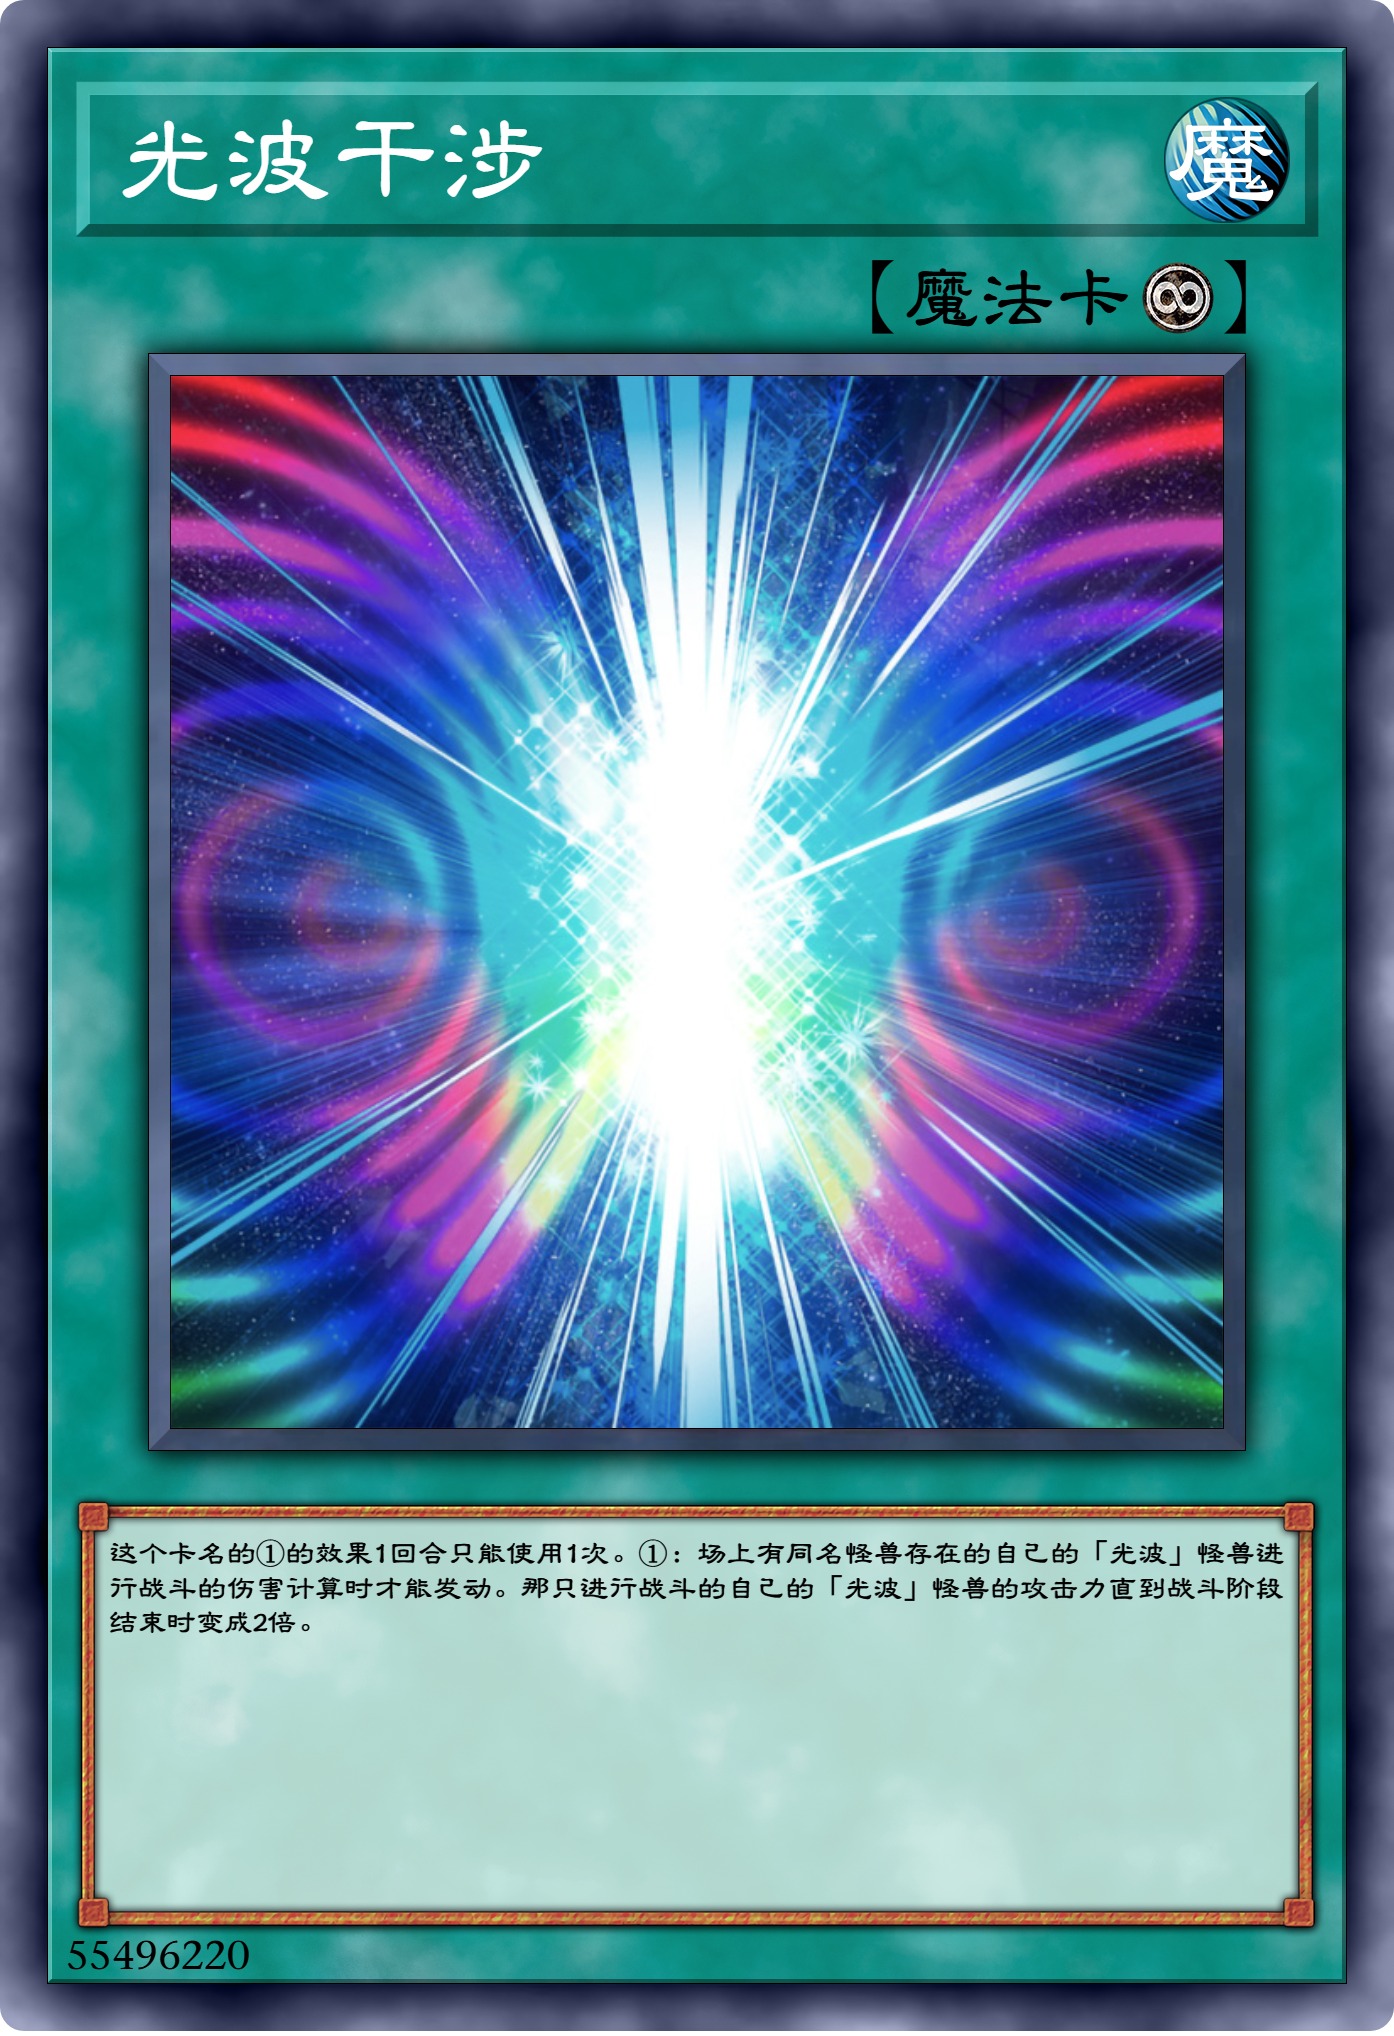 光波干涉
魔
【魔法卡】
这个卡名的①的效果1回合只能使用1次。①：场上有同名怪兽存在的自己的「光波」怪兽进
行战斗的伤害计算时才能发动。那只进行战斗的自己的「光波」怪兽的攻击力直到战斗阶段
结束时变成2倍。
55496220